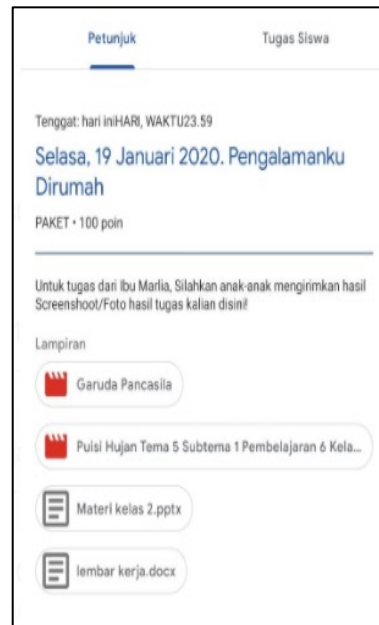 Petunjuk Tugas Siswa
Tenggat: hari iniHARI, WAKTU23.59
Selasa, 19 Januari 2020. Pengalamanku
Dirumah
PAKET • 100 poin
Untuk tugas dari Ibu Marlia, Silahkan anak-anak mengirimkan hasil
Screenshoot/Foto hasil tugas kalian disini!
Lampiran
Garuda Pancasila
Puisi Hujan Tema 5 Subtema 1 Pembelajaran 6 Kela...
Materi kelas 2.pptx
lembar kerja.docx